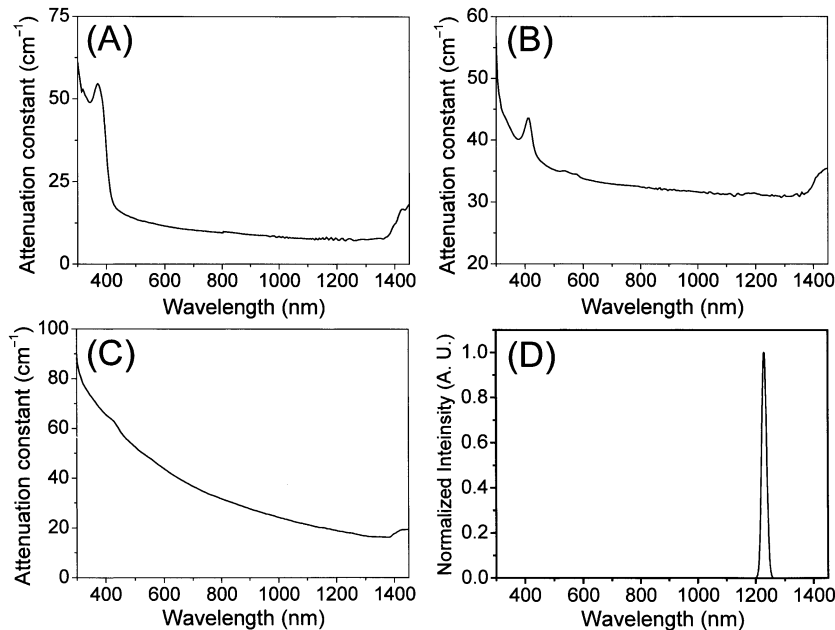 (A)
Attenuation constant (cm⁻¹)
75
50
25
0
400 600 800 1000 1200 1400
Wavelength (nm)
(B)
Attenuation constant (cm⁻¹)
60
50
40
30
20
400 600 800 1000 1200 1400
Wavelength (nm)
(C)
Attenuation constant (cm⁻¹)
100
80
60
40
20
0
400 600 800 1000 1200 1400
Wavelength (nm)
(D)
Normalized Inteinsity (A. U.)
1.0
0.8
0.6
0.4
0.2
0.0
400 600 800 1000 1200 1400
Wavelength (nm)